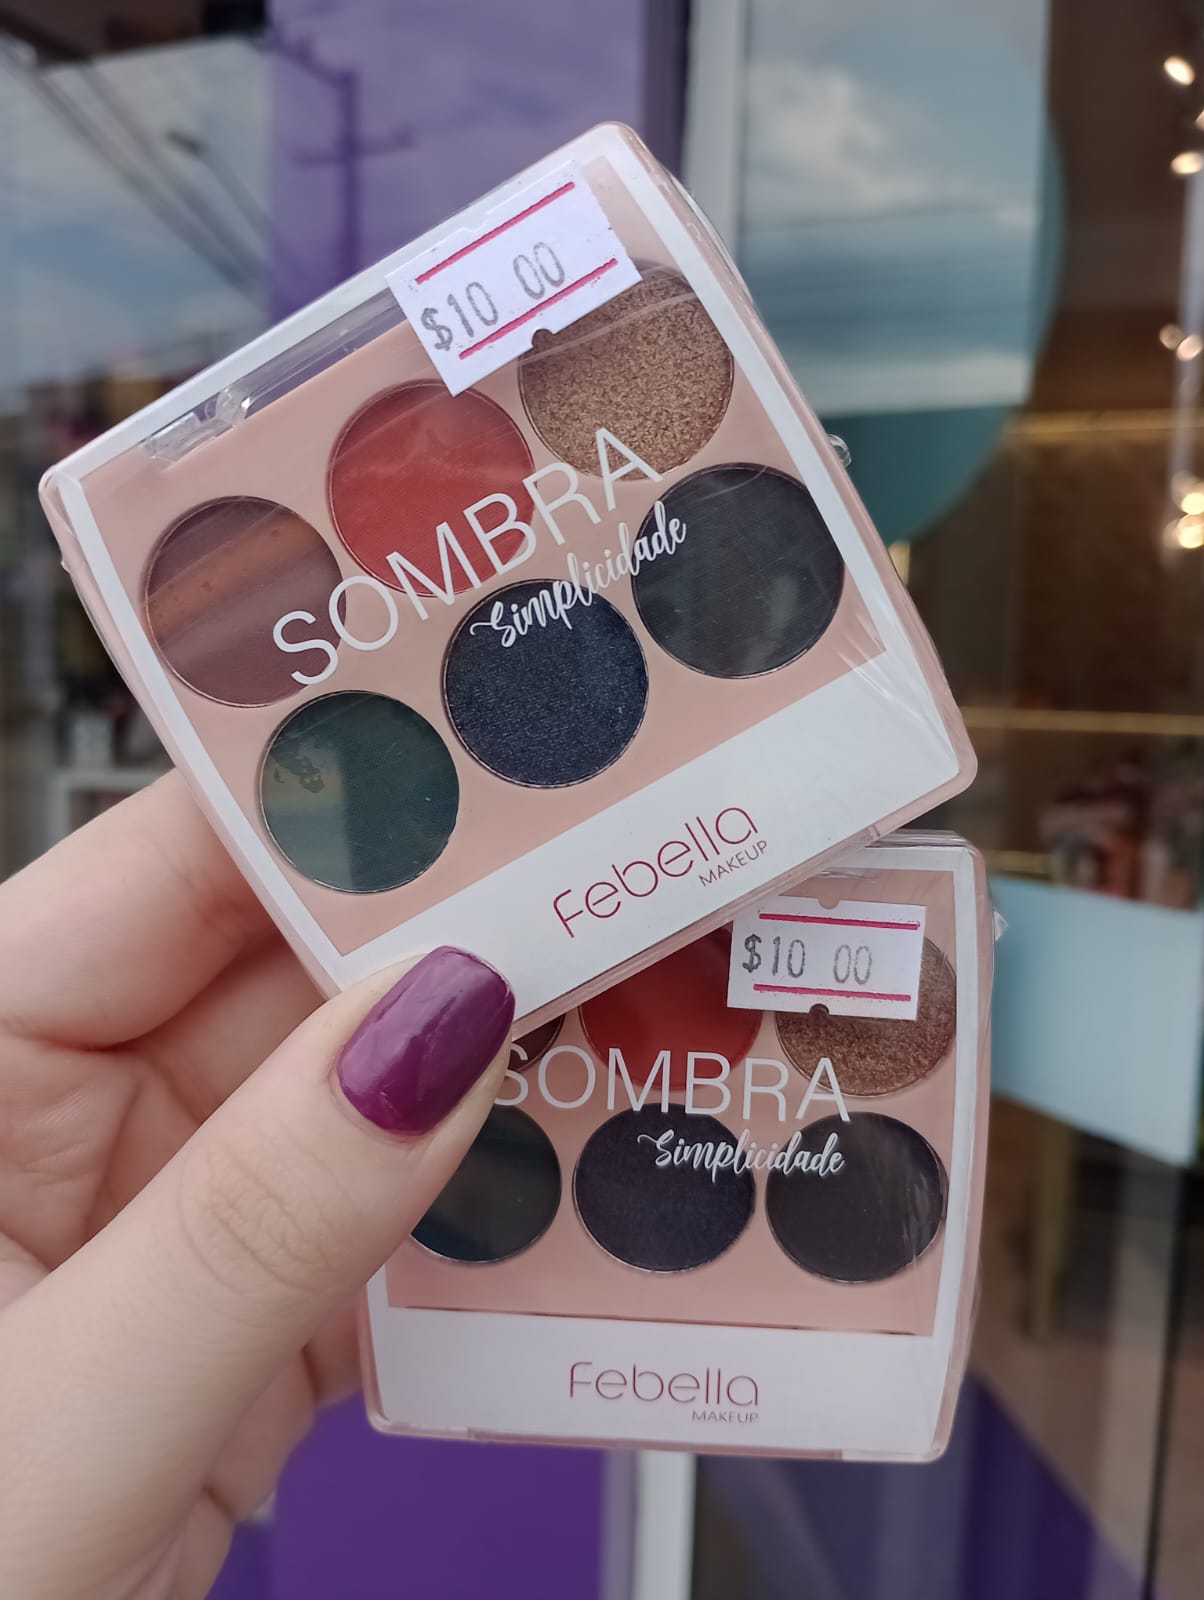 $10 00
SOMBRA
Simplicidade
Febella
MAKEUP
$10 00
SOMBRA
Simplicidade
Febella
MAKEUP